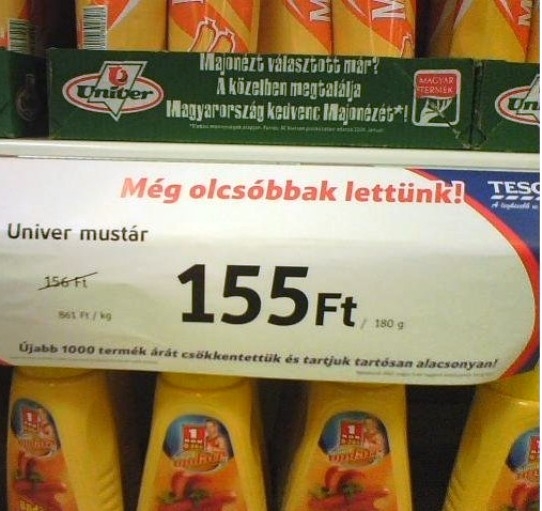 Majonézt választott már?
Univer
A közelben megtalálja
MAGYAR
TERMÉK
Magyarország kedvenc Majonézét*!
Még olcsóbbak lettünk!
TESC
Univer mustár
156 Ft
155Ft / 180 g
861 Ft / kg
Újabb 1000 termék árát csökkentettük és tartjuk tartósan alacsonyan!